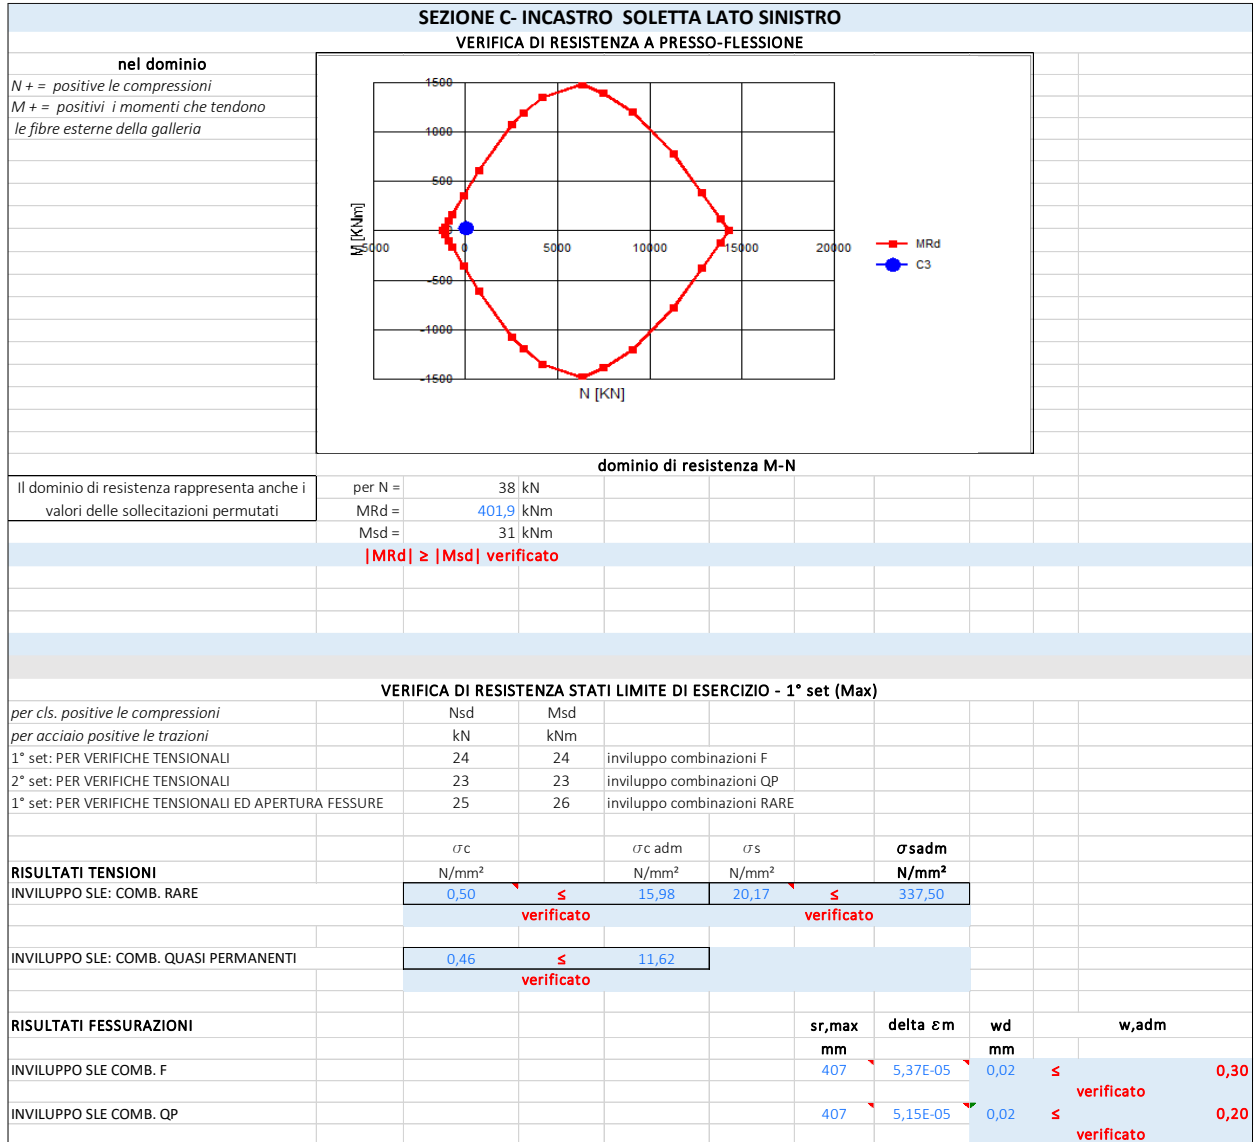 SEZIONE C- INCASTRO SOLETTA LATO SINISTRO
VERIFICA DI RESISTENZA A PRESSO-FLESSIONE
nel dominio
N + = positive le compressioni
M + = positivi i momenti che tendono
le fibre esterne della galleria
1500
1000
500
0
-500
-1000
-1500
M [KNm]
-5000 0 5000 10000 15000 20000
N [KN]
MRd
C3
dominio di resistenza M-N
Il dominio di resistenza rappresenta anche i
valori delle sollecitazioni permutati
per N = 38 kN
MRd = 401,9 kNm
Msd = 31 kNm
|MRd| ≥ |Msd| verificato
VERIFICA DI RESISTENZA STATI LIMITE DI ESERCIZIO - 1° set (Max)
per cls. positive le compressioni Nsd Msd
per acciaio positive le trazioni kN kNm
1° set: PER VERIFICHE TENSIONALI 24 24 inviluppo combinazioni F
2° set: PER VERIFICHE TENSIONALI 23 23 inviluppo combinazioni QP
1° set: PER VERIFICHE TENSIONALI ED APERTURA FESSURE 25 26 inviluppo combinazioni RARE
σc σc adm σs σsadm
RISULTATI TENSIONI N/mm² N/mm² N/mm² N/mm²
INVILUPPO SLE: COMB. RARE 0,50 ≤ 15,98 20,17 ≤ 337,50
verificato verificato
INVILUPPO SLE: COMB. QUASI PERMANENTI 0,46 ≤ 11,62
verificato
RISULTATI FESSURAZIONI sr,max delta εm wd w,adm
mm mm
INVILUPPO SLE COMB. F 407 5,37E-05 0,02 ≤ 0,30
verificato
INVILUPPO SLE COMB. QP 407 5,15E-05 0,02 ≤ 0,20
verificato